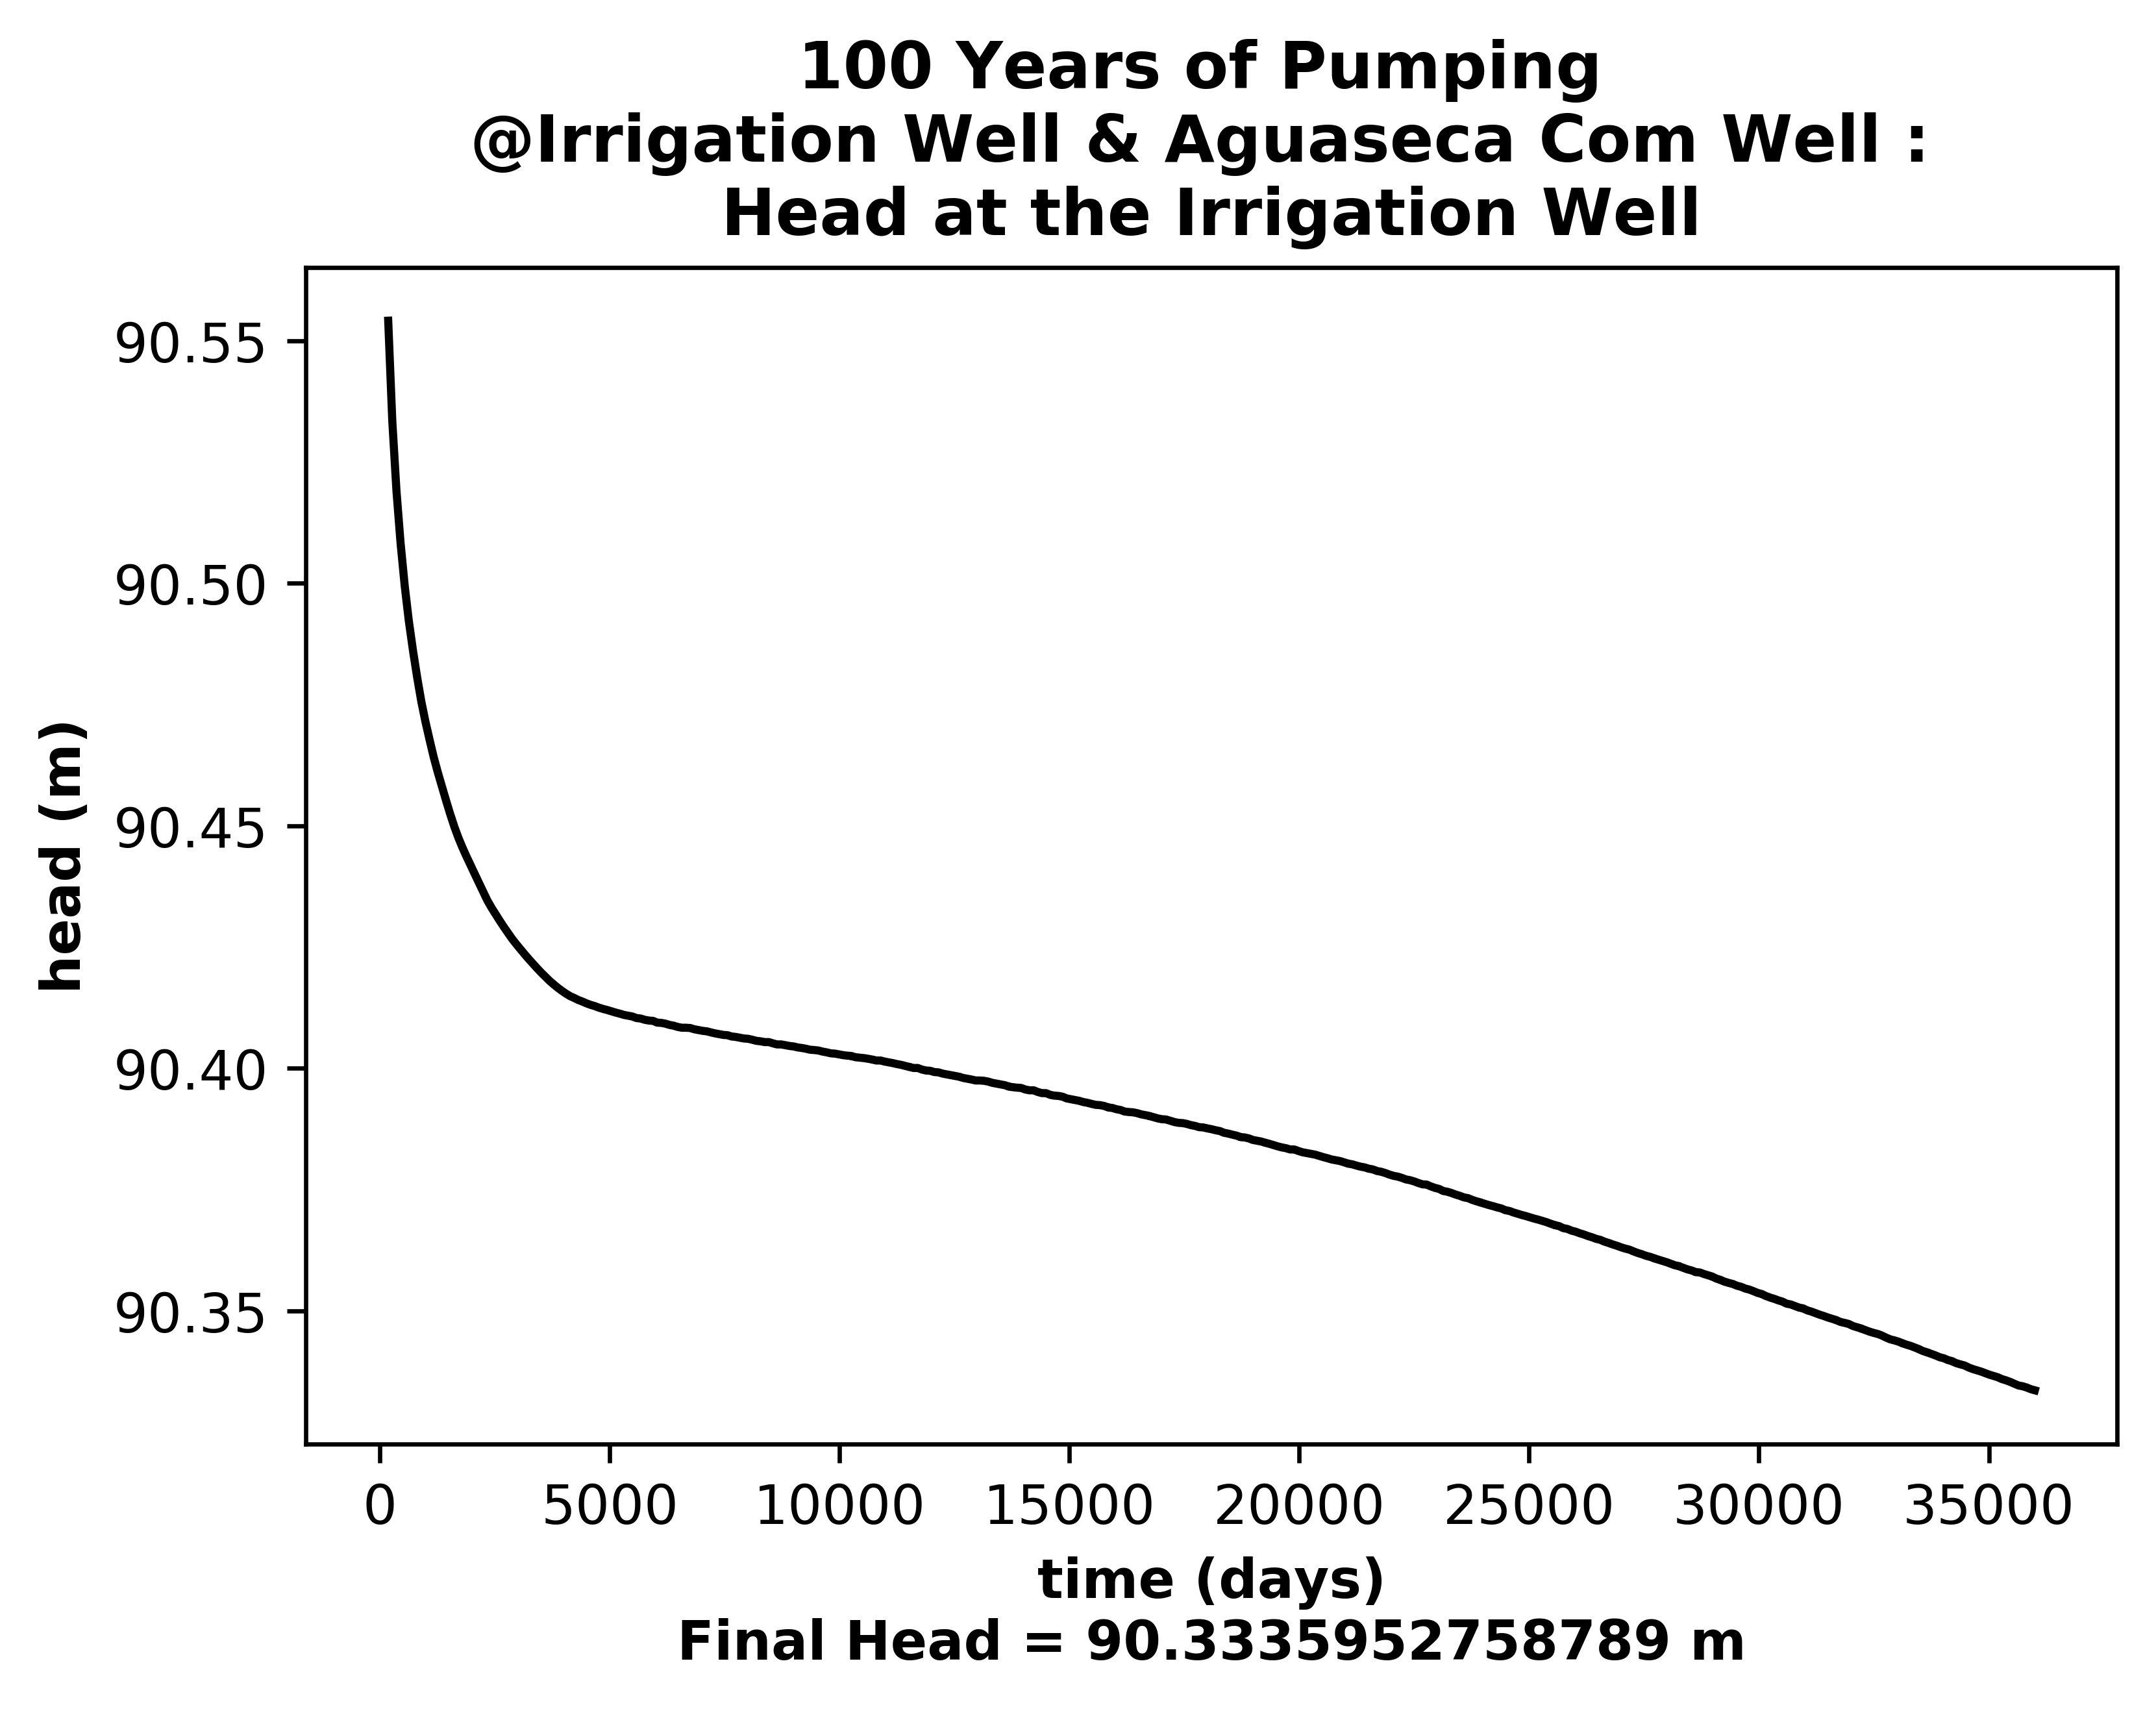 100 Years of Pumping
@Irrigation Well & Aguaseca Com Well :
Head at the Irrigation Well
head (m)
90.55
90.50
90.45
90.40
90.35
0 5000 10000 15000 20000 25000 30000 35000
time (days)
Final Head = 90.3335952758789 m